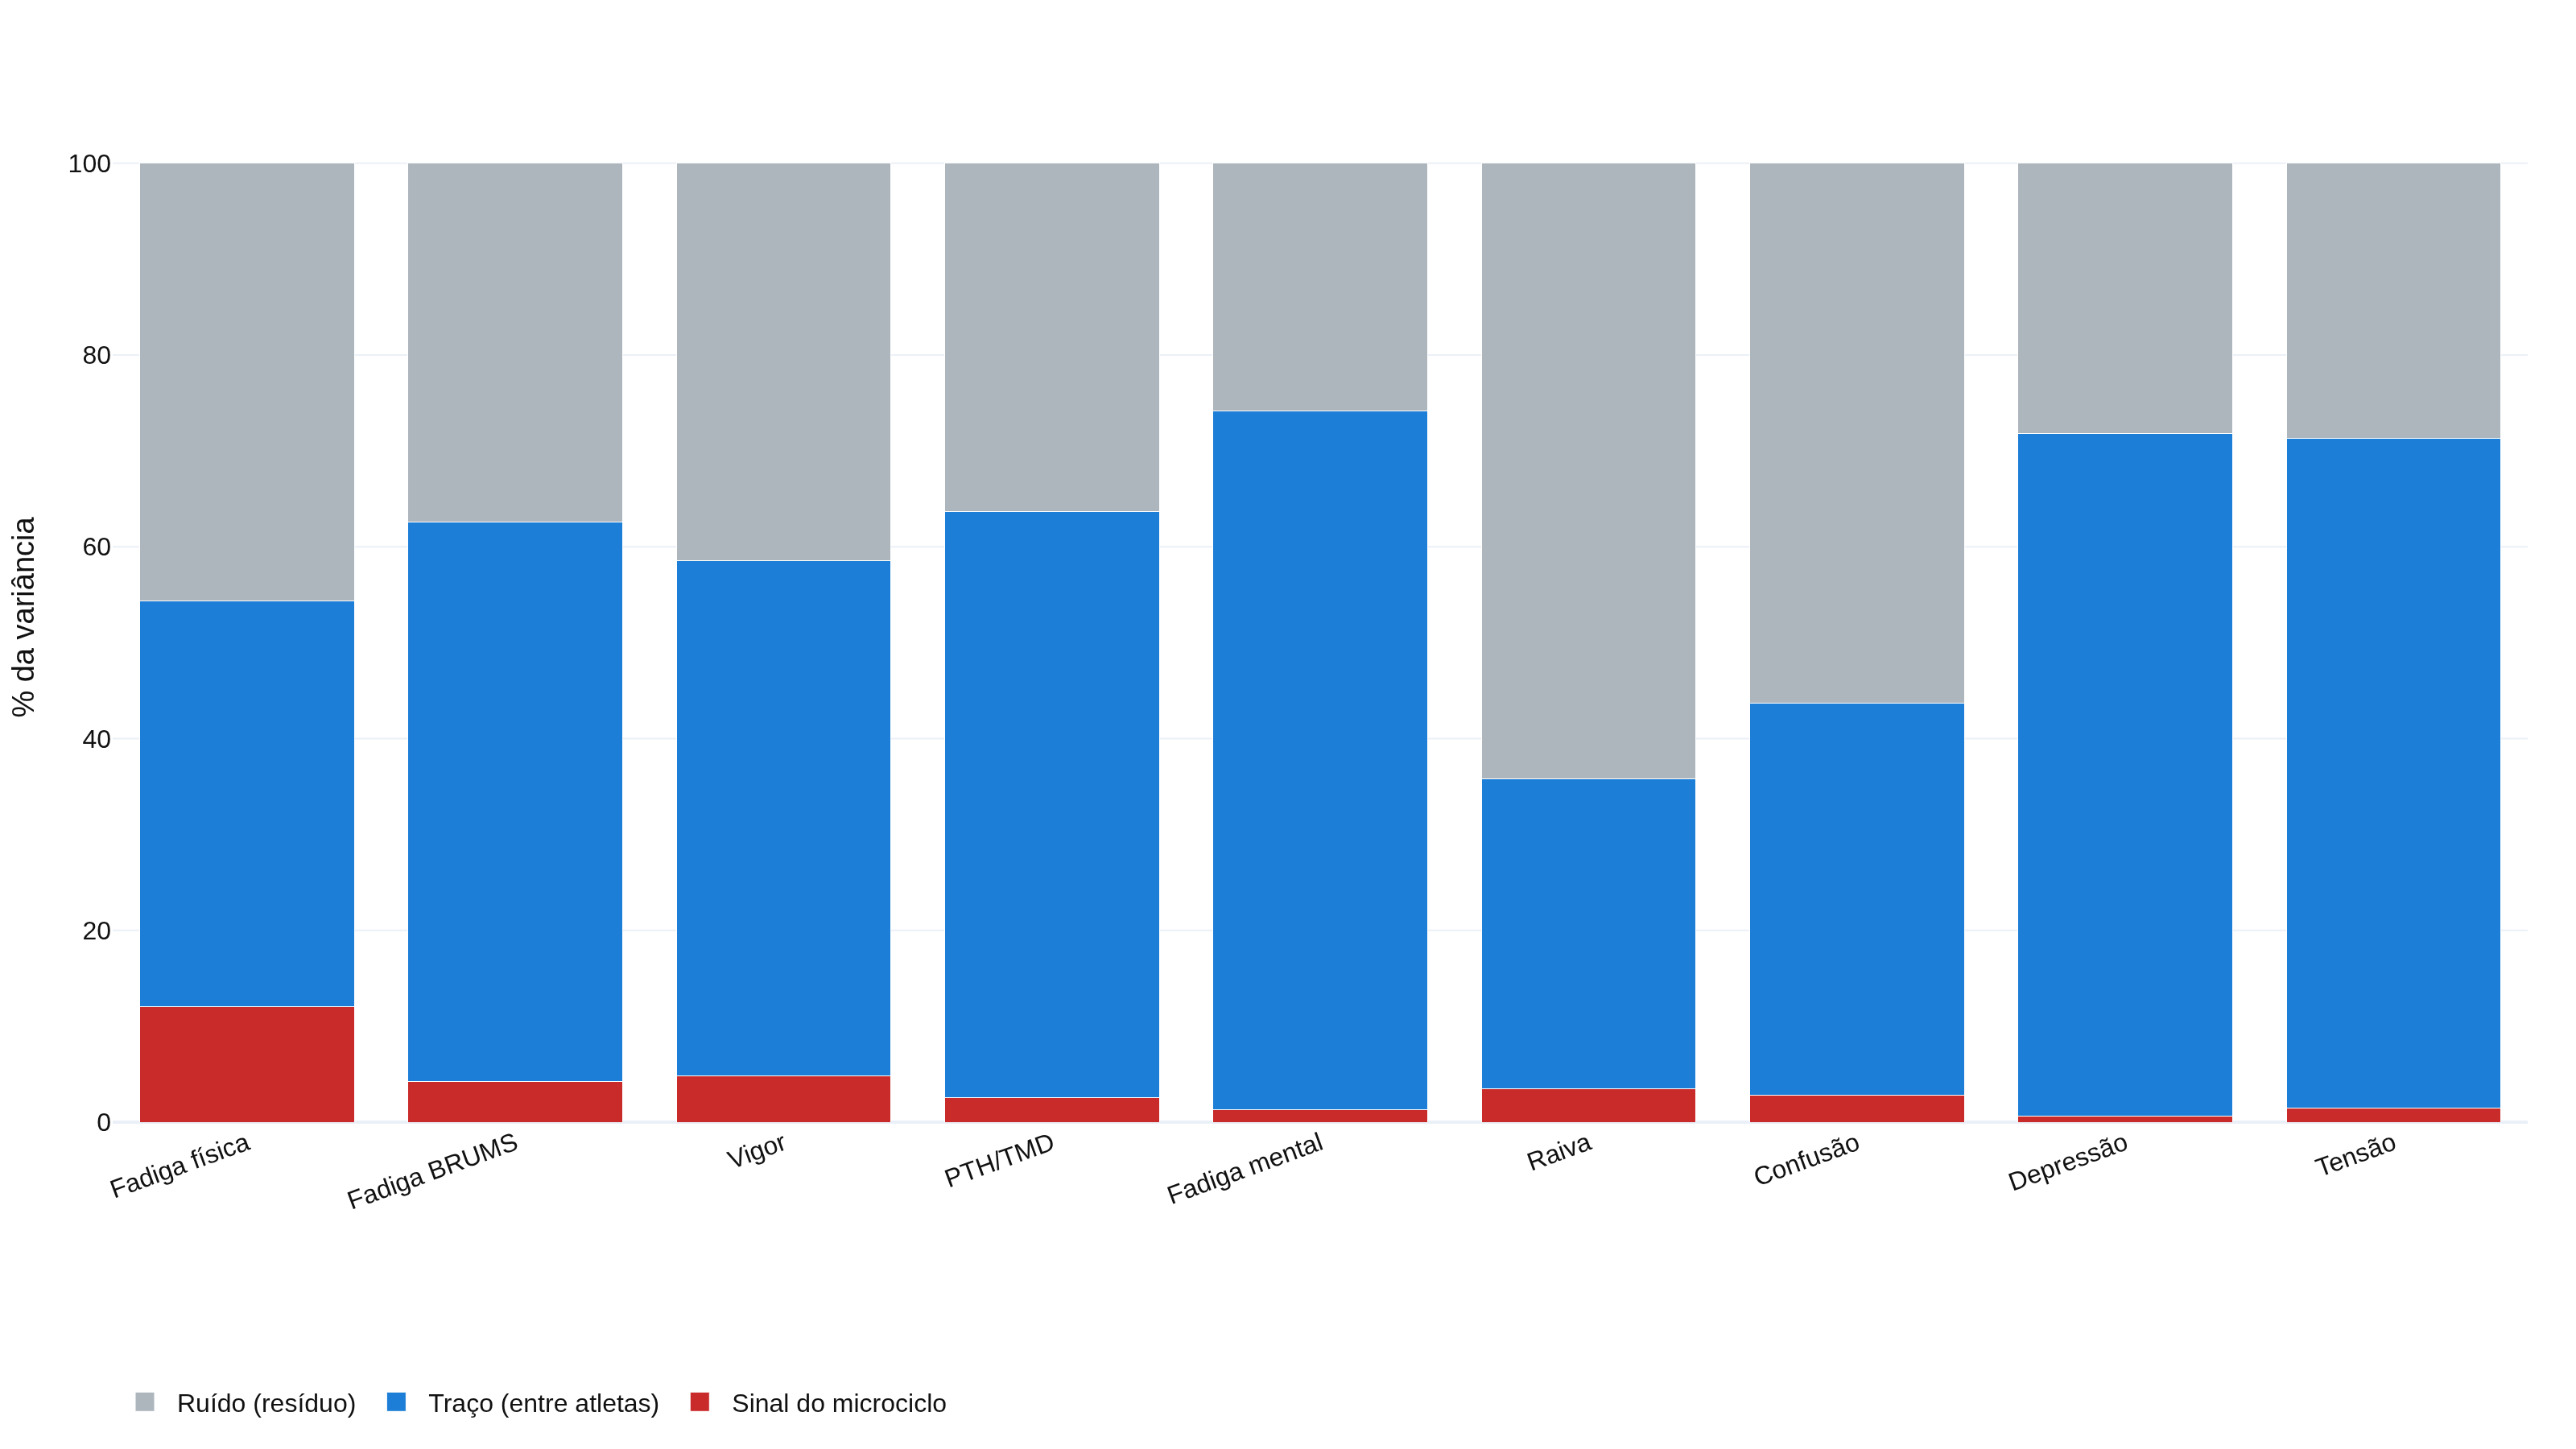 100
80
60
40
20
0
% da variância
Fadiga física
Fadiga BRUMS
Vigor
PTH/TMD
Fadiga mental
Raiva
Confusão
Depressão
Tensão
Ruído (resíduo)
Traço (entre atletas)
Sinal do microciclo